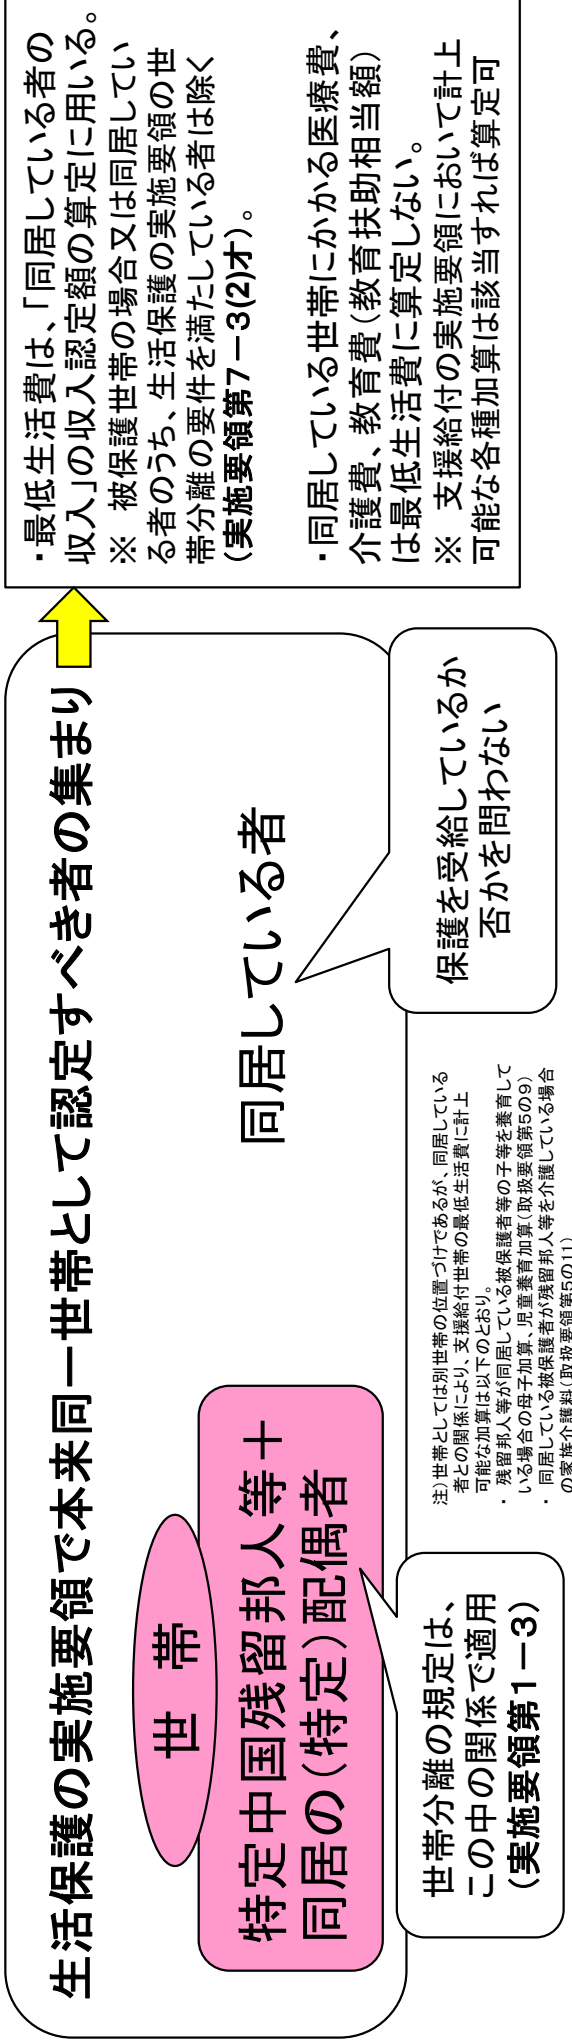 生活保護の実施要領で本来同一世帯として認定すべき者の集まり
世　帯
特定中国残留邦人等＋
同居の（特定）配偶者
同居している者
世帯分離の規定は、
この中の関係で適用
（実施要領第１－３）
注）世帯としては別世帯の位置づけであるが、同居している
者との関係により、支援給付世帯の最低生活費に計上
可能な加算は以下のとおり。
・ 残留邦人等が同居している被保護者等の子等を養育して
いる場合の母子加算、児童養育加算（取扱要領第5の9）
・ 同居している被保護者が残留邦人等を介護している場合
の家族介護料（取扱要領第5の11）
保護を受給しているか
否かを問わない
・最低生活費は、「同居している者の
収入」の収入認定額の算定に用いる。
※ 被保護世帯の場合又は同居してい
る者のうち、生活保護の実施要領の世
帯分離の要件を満たしている者は除く
（実施要領第７－３(2)オ）。
・同居している世帯にかかる医療費、
介護費、教育費（教育扶助相当額）
は最低生活費に算定しない。
※ 支援給付の実施要領において計上
可能な各種加算は該当すれば算定可